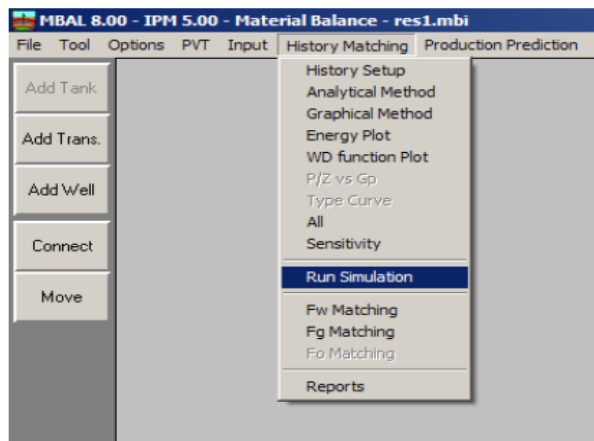 MBAL 8.00 - IPM 5.00 - Material Balance - res1.mbi
File Tool Options PVT Input History Matching Production Prediction
Add Tank
Add Trans.
Add Well
Connect
Move
History Setup
Analytical Method
Graphical Method
Energy Plot
WD function Plot
P/Z vs Gp
Type Curve
All
Sensitivity
Run Simulation
Fw Matching
Fg Matching
Fo Matching
Reports